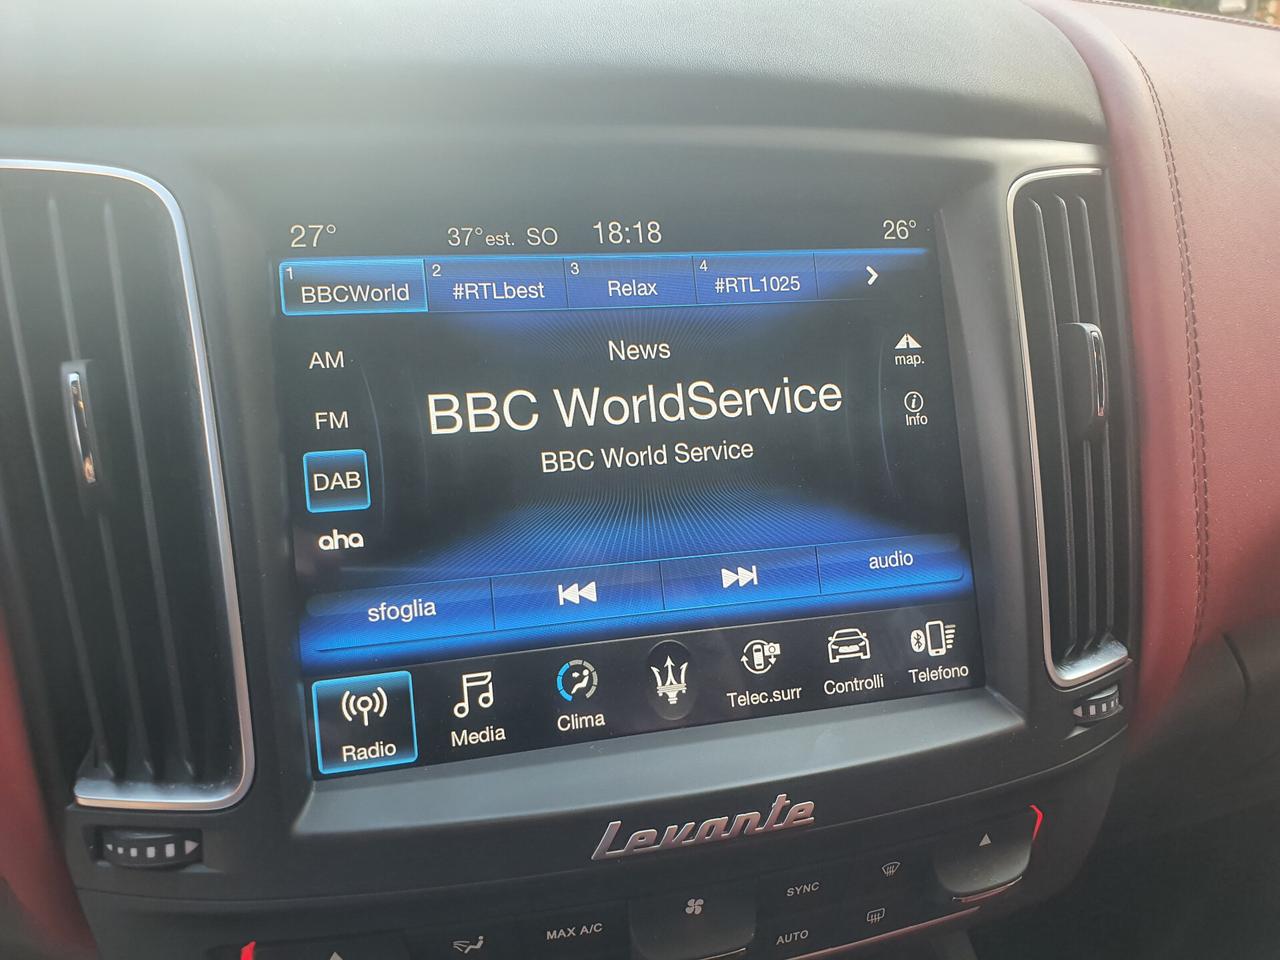 27° 37°est. SO 18:18 26°
1 BBCWorld 2 #RTLbest 3 Relax 4 #RTL1025
AM
FM
DAB
aha
News
BBC WorldService
BBC World Service
map.
Info
sfoglia
audio
Radio Media Clima Telec.surr Controlli Telefono
Levante
MAX A/C
SYNC
AUTO